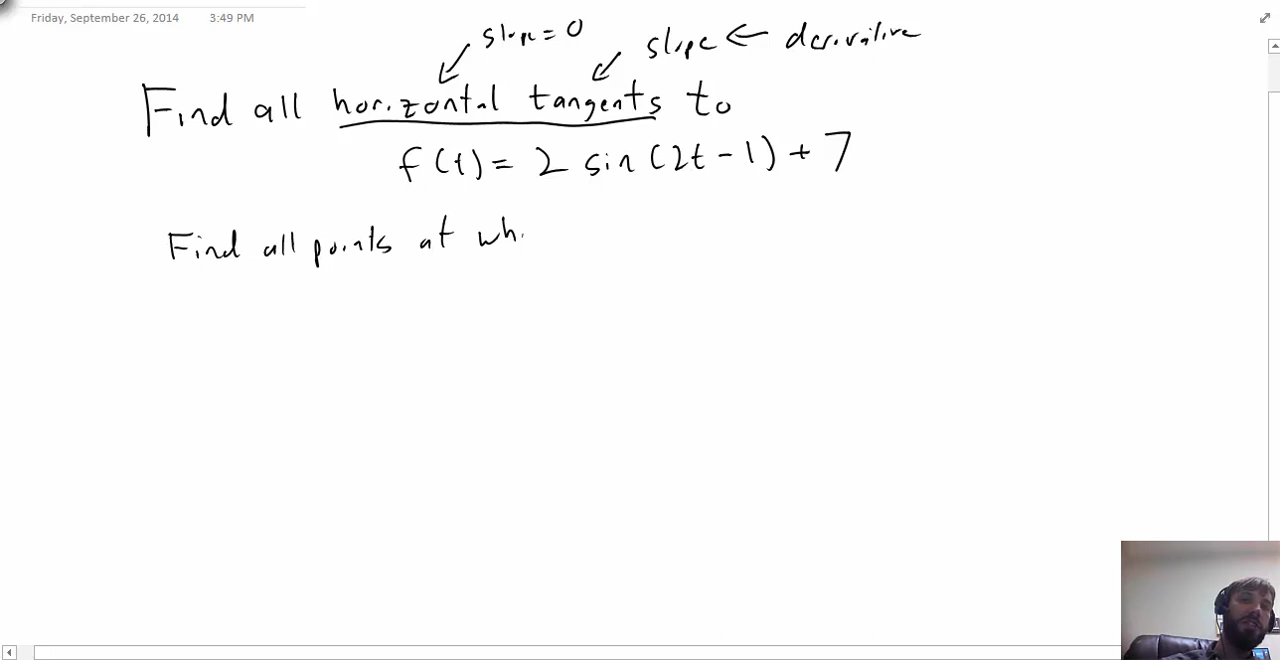 Friday, September 26, 2014 3:49 PM
slope = 0 slope ← derivative
Find all horizontal tangents to
f(t) = 2 sin(2t - 1) + 7
Find all points at wh